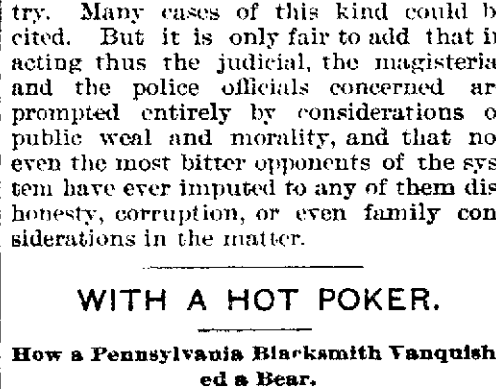 try. Many cases of this kind could b
cited. But it is only fair to add that i
acting thus the judicial, the magisteria
and the police officials concerned ar
prompted entirely by considerations o
public weal and morality, and that no
even the most bitter opponents of the sys
tem have ever imputed to any of them dis
honesty, corruption, or even family con
siderations in the matter.
WITH A HOT POKER.
How a Pennsylvania Blacksmith Vanquish
ed a Bear.